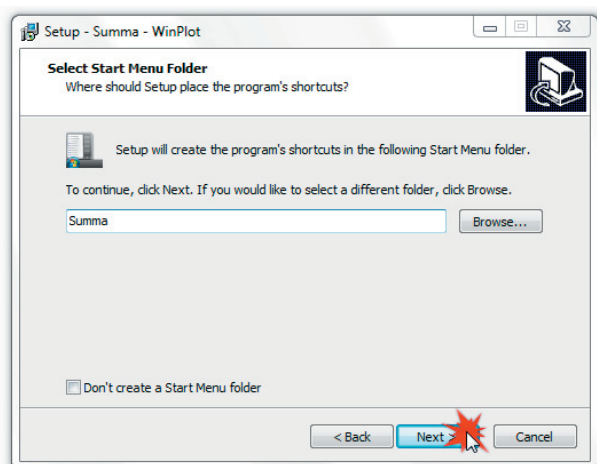 Setup - Summa - WinPlot
Select Start Menu Folder
Where should Setup place the program's shortcuts?
Setup will create the program's shortcuts in the following Start Menu folder.
To continue, click Next. If you would like to select a different folder, click Browse.
Summa
Browse...
Don't create a Start Menu folder
< Back
Next >
Cancel